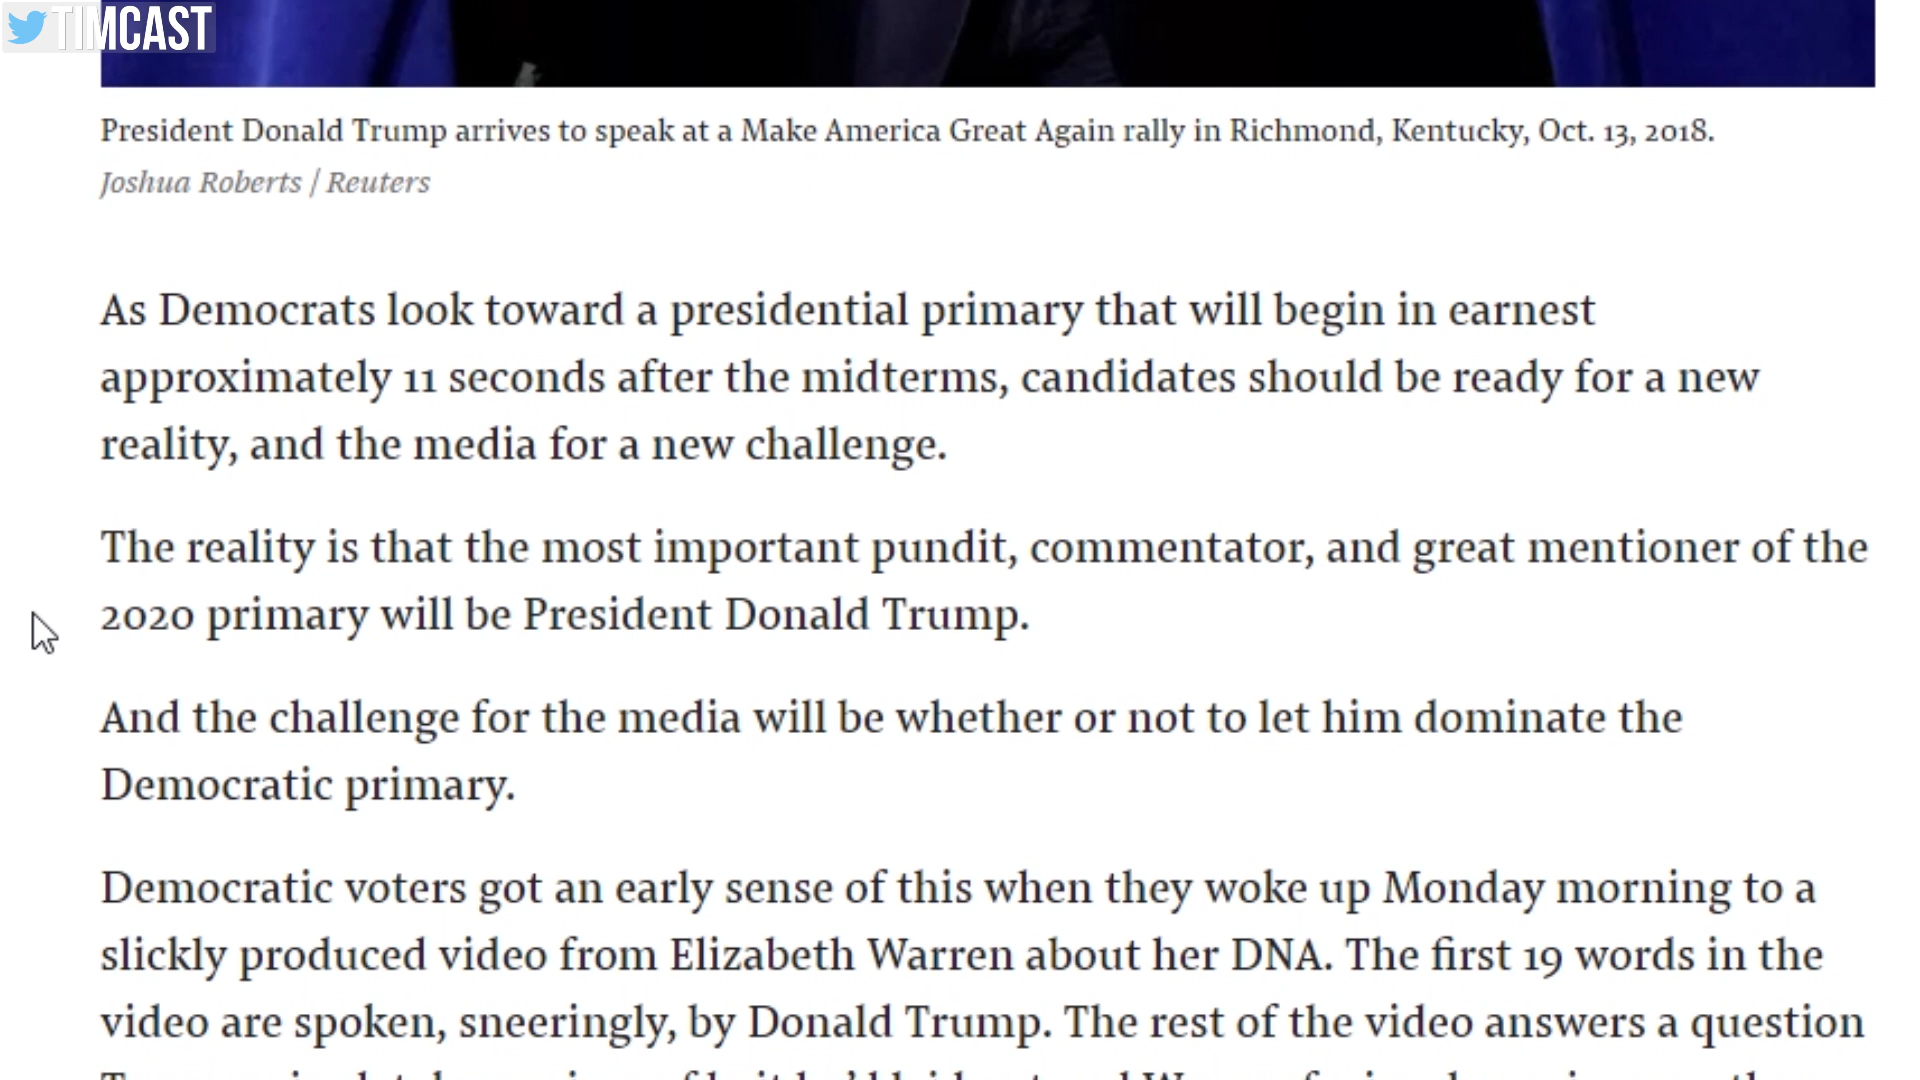 TIMCAST
President Donald Trump arrives to speak at a Make America Great Again rally in Richmond, Kentucky, Oct. 13, 2018.
Joshua Roberts / Reuters
As Democrats look toward a presidential primary that will begin in earnest
approximately 11 seconds after the midterms, candidates should be ready for a new
reality, and the media for a new challenge.
The reality is that the most important pundit, commentator, and great mentioner of the
2020 primary will be President Donald Trump.
And the challenge for the media will be whether or not to let him dominate the
Democratic primary.
Democratic voters got an early sense of this when they woke up Monday morning to a
slickly produced video from Elizabeth Warren about her DNA. The first 19 words in the
video are spoken, sneeringly, by Donald Trump. The rest of the video answers a question